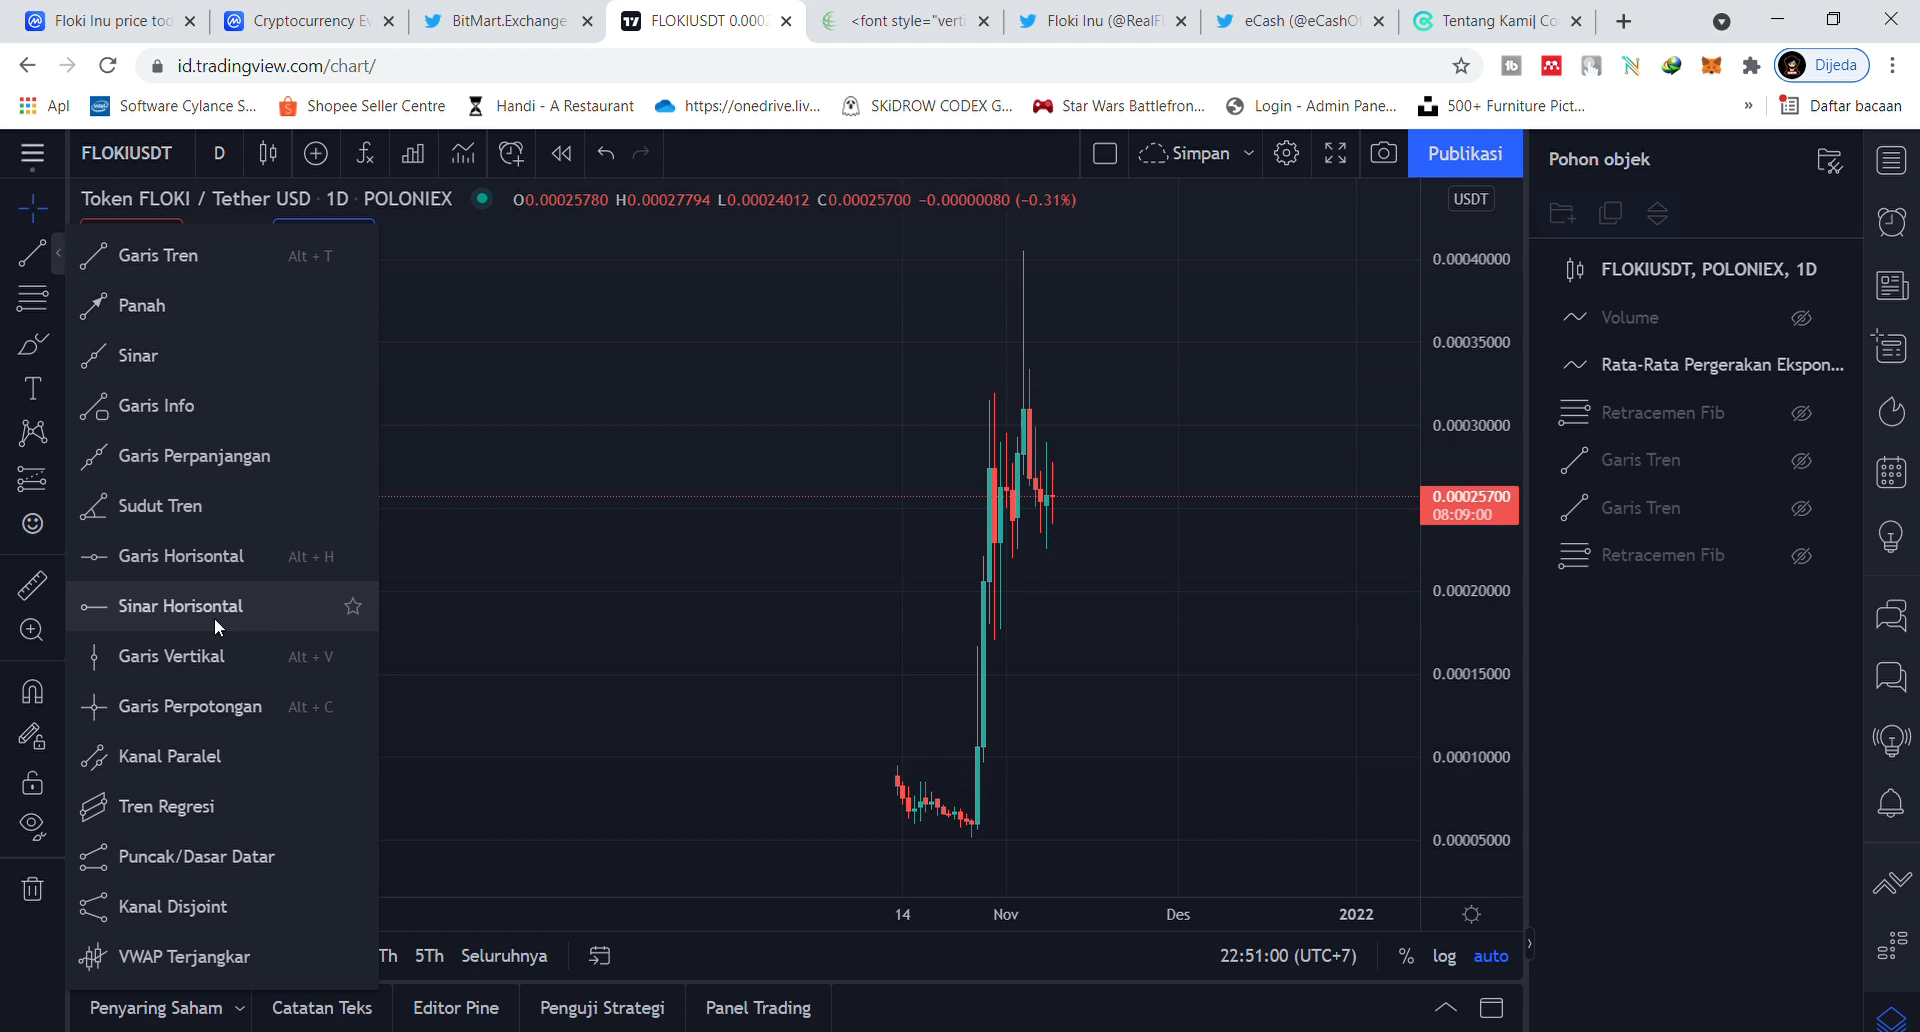 Floki Inu price tod
Cryptocurrency Ev
BitMart.Exchange
FLOKIUSDT 0.0002
<font style="verti
Floki Inu (@RealFl
eCash (@eCashOf
Tentang Kami| Co
id.tradingview.com/chart/
Dijeda
Apl
Software Cylance S...
Shopee Seller Centre
Handi - A Restaurant
https://onedrive.liv...
SKiDROW CODEX G...
Star Wars Battlefron...
Login - Admin Pane...
500+ Furniture Pict...
»
Daftar bacaan
FLOKIUSDT
D
Simpan
Publikasi
Pohon objek
Token FLOKI / Tether USD · 1D · POLONIEX
O0.00025780 H0.00027794 L0.00024012 C0.00025700 −0.00000080 (−0.31%)
USDT
Garis Tren Alt + T
Panah
Sinar
Garis Info
Garis Perpanjangan
Sudut Tren
Garis Horisontal Alt + H
Sinar Horisontal
Garis Vertikal Alt + V
Garis Perpotongan Alt + C
Kanal Paralel
Tren Regresi
Puncak/Dasar Datar
Kanal Disjoint
VWAP Terjangkar
0.00040000
0.00035000
0.00030000
0.00025700
08:09:00
0.00020000
0.00015000
0.00010000
0.00005000
14
Nov
Des
2022
FLOKIUSDT, POLONIEX, 1D
Volume
Rata-Rata Pergerakan Ekspon...
Retracemen Fib
Garis Tren
Garis Tren
Retracemen Fib
Th
5Th
Seluruhnya
22:51:00 (UTC+7)
%
log
auto
Penyaring Saham
Catatan Teks
Editor Pine
Penguji Strategi
Panel Trading